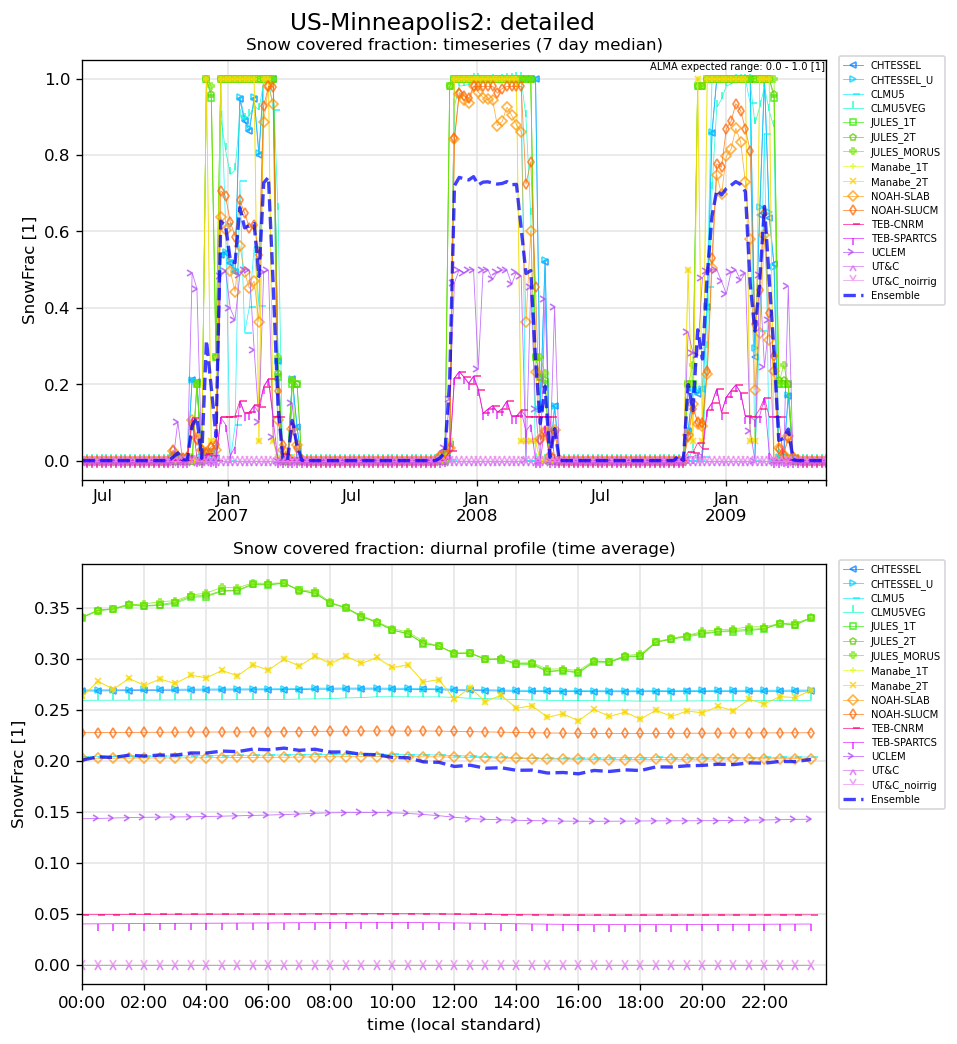 US-Minneapolis2: detailed
Snow covered fraction: timeseries (7 day median)
ALMA expected range: 0.0 - 1.0 [1]
SnowFrac [1]
1.0
0.8
0.6
0.4
0.2
0.0
Jul
Jan
2007
Jul
Jan
2008
Jul
Jan
2009
CHTESSEL
CHTESSEL_U
CLMU5
CLMU5VEG
JULES_1T
JULES_2T
JULES_MORUS
Manabe_1T
Manabe_2T
NOAH-SLAB
NOAH-SLUCM
TEB-CNRM
TEB-SPARTCS
UCLEM
UT&C
UT&C_noirrig
Ensemble
Snow covered fraction: diurnal profile (time average)
SnowFrac [1]
0.35
0.30
0.25
0.20
0.15
0.10
0.05
0.00
00:00
02:00
04:00
06:00
08:00
10:00
12:00
14:00
16:00
18:00
20:00
22:00
time (local standard)
CHTESSEL
CHTESSEL_U
CLMU5
CLMU5VEG
JULES_1T
JULES_2T
JULES_MORUS
Manabe_1T
Manabe_2T
NOAH-SLAB
NOAH-SLUCM
TEB-CNRM
TEB-SPARTCS
UCLEM
UT&C
UT&C_noirrig
Ensemble